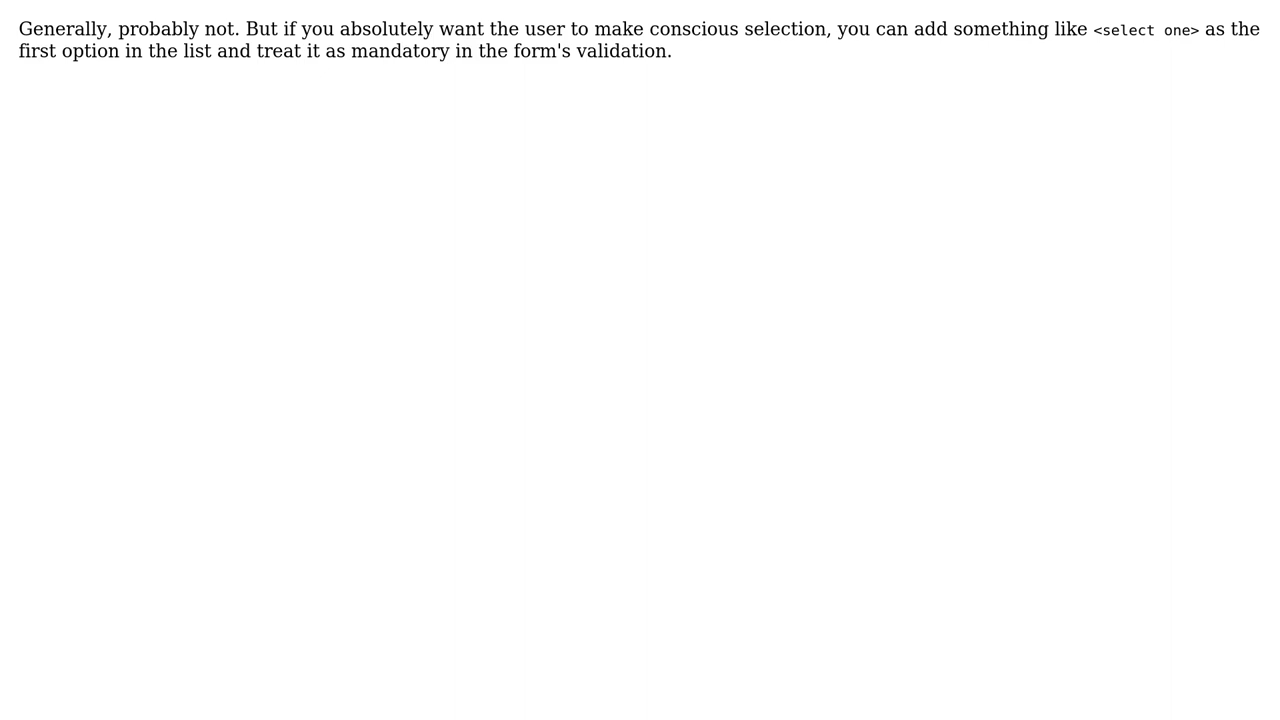 Generally, probably not. But if you absolutely want the user to make conscious selection, you can add something like <select one> as the
first option in the list and treat it as mandatory in the form's validation.